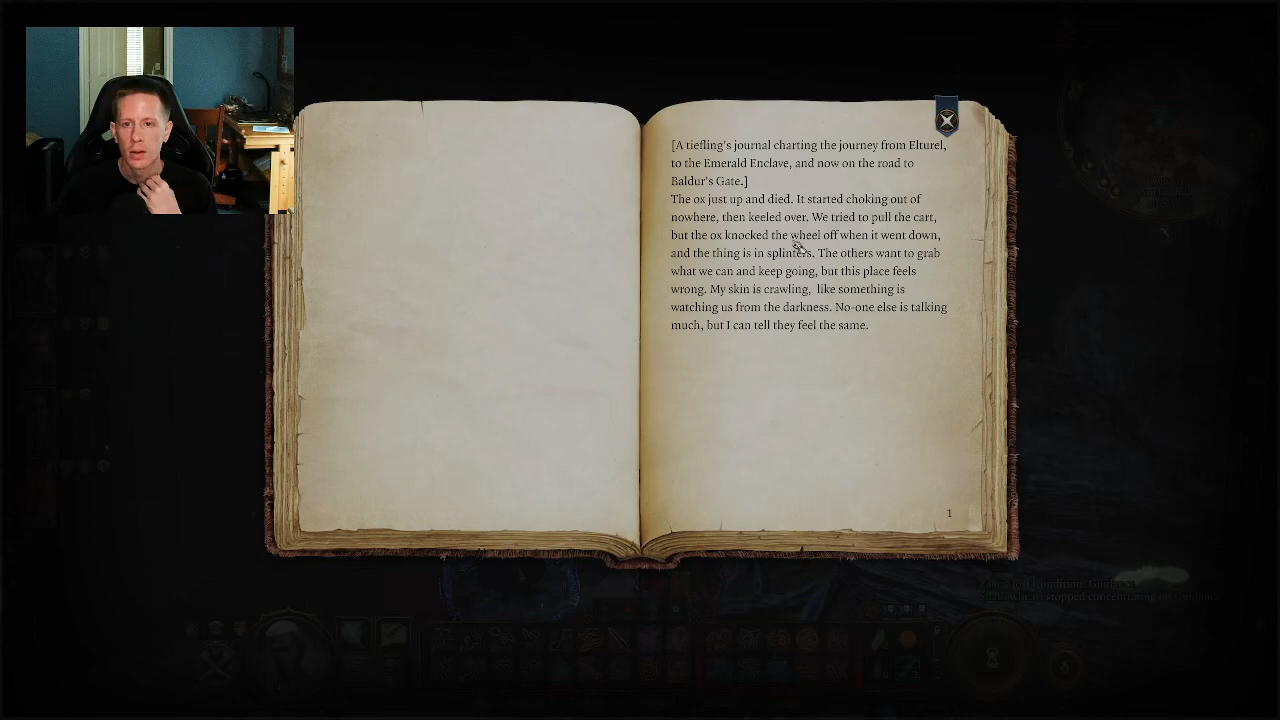 [A tiefling's journal charting the journey from Elturel,
to the Emerald Enclave, and now on the road to
Baldur's Gate.]
The ox just up and died. It started choking out of
nowhere, then keeled over. We tried to pull the cart,
but the ox knocked the wheel off when it went down,
and the thing is in splinters. The others want to grab
what we can and keep going, but this place feels
wrong. My skin is crawling, like something is
watching us from the darkness. No-one else is talking
much, but I can tell they feel the same.
1
stopped concentrating on Guidance